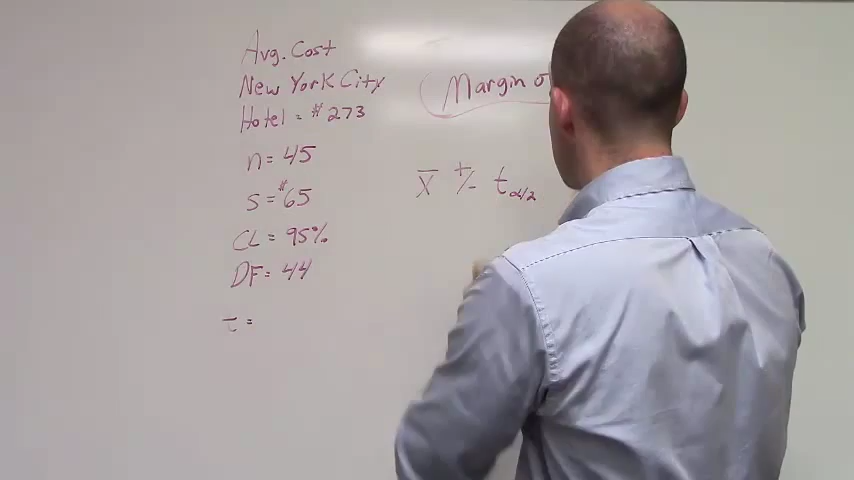 Avg. Cost
New York City
Hotel = $273
n = 45
s = $65
CL = 95%
DF = 44
τ =
Margin o
x̄ +/- t α/2